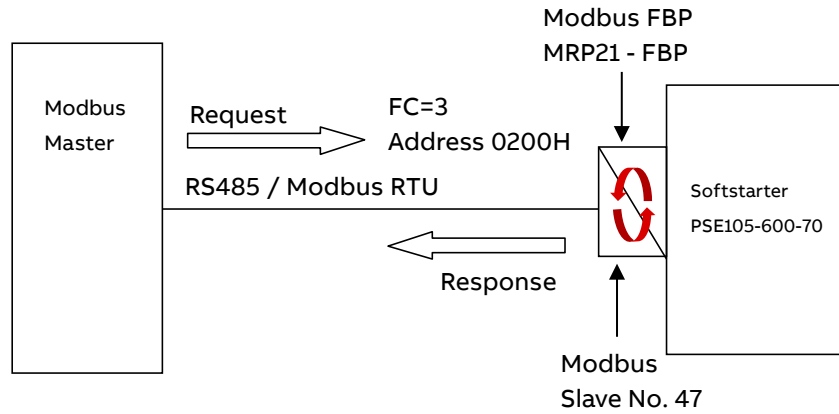 Modbus FBP
MRP21 - FBP
Modbus
Master
Request
FC=3
Address 0200H
RS485 / Modbus RTU
Softstarter
PSE105-600-70
Response
Modbus
Slave No. 47